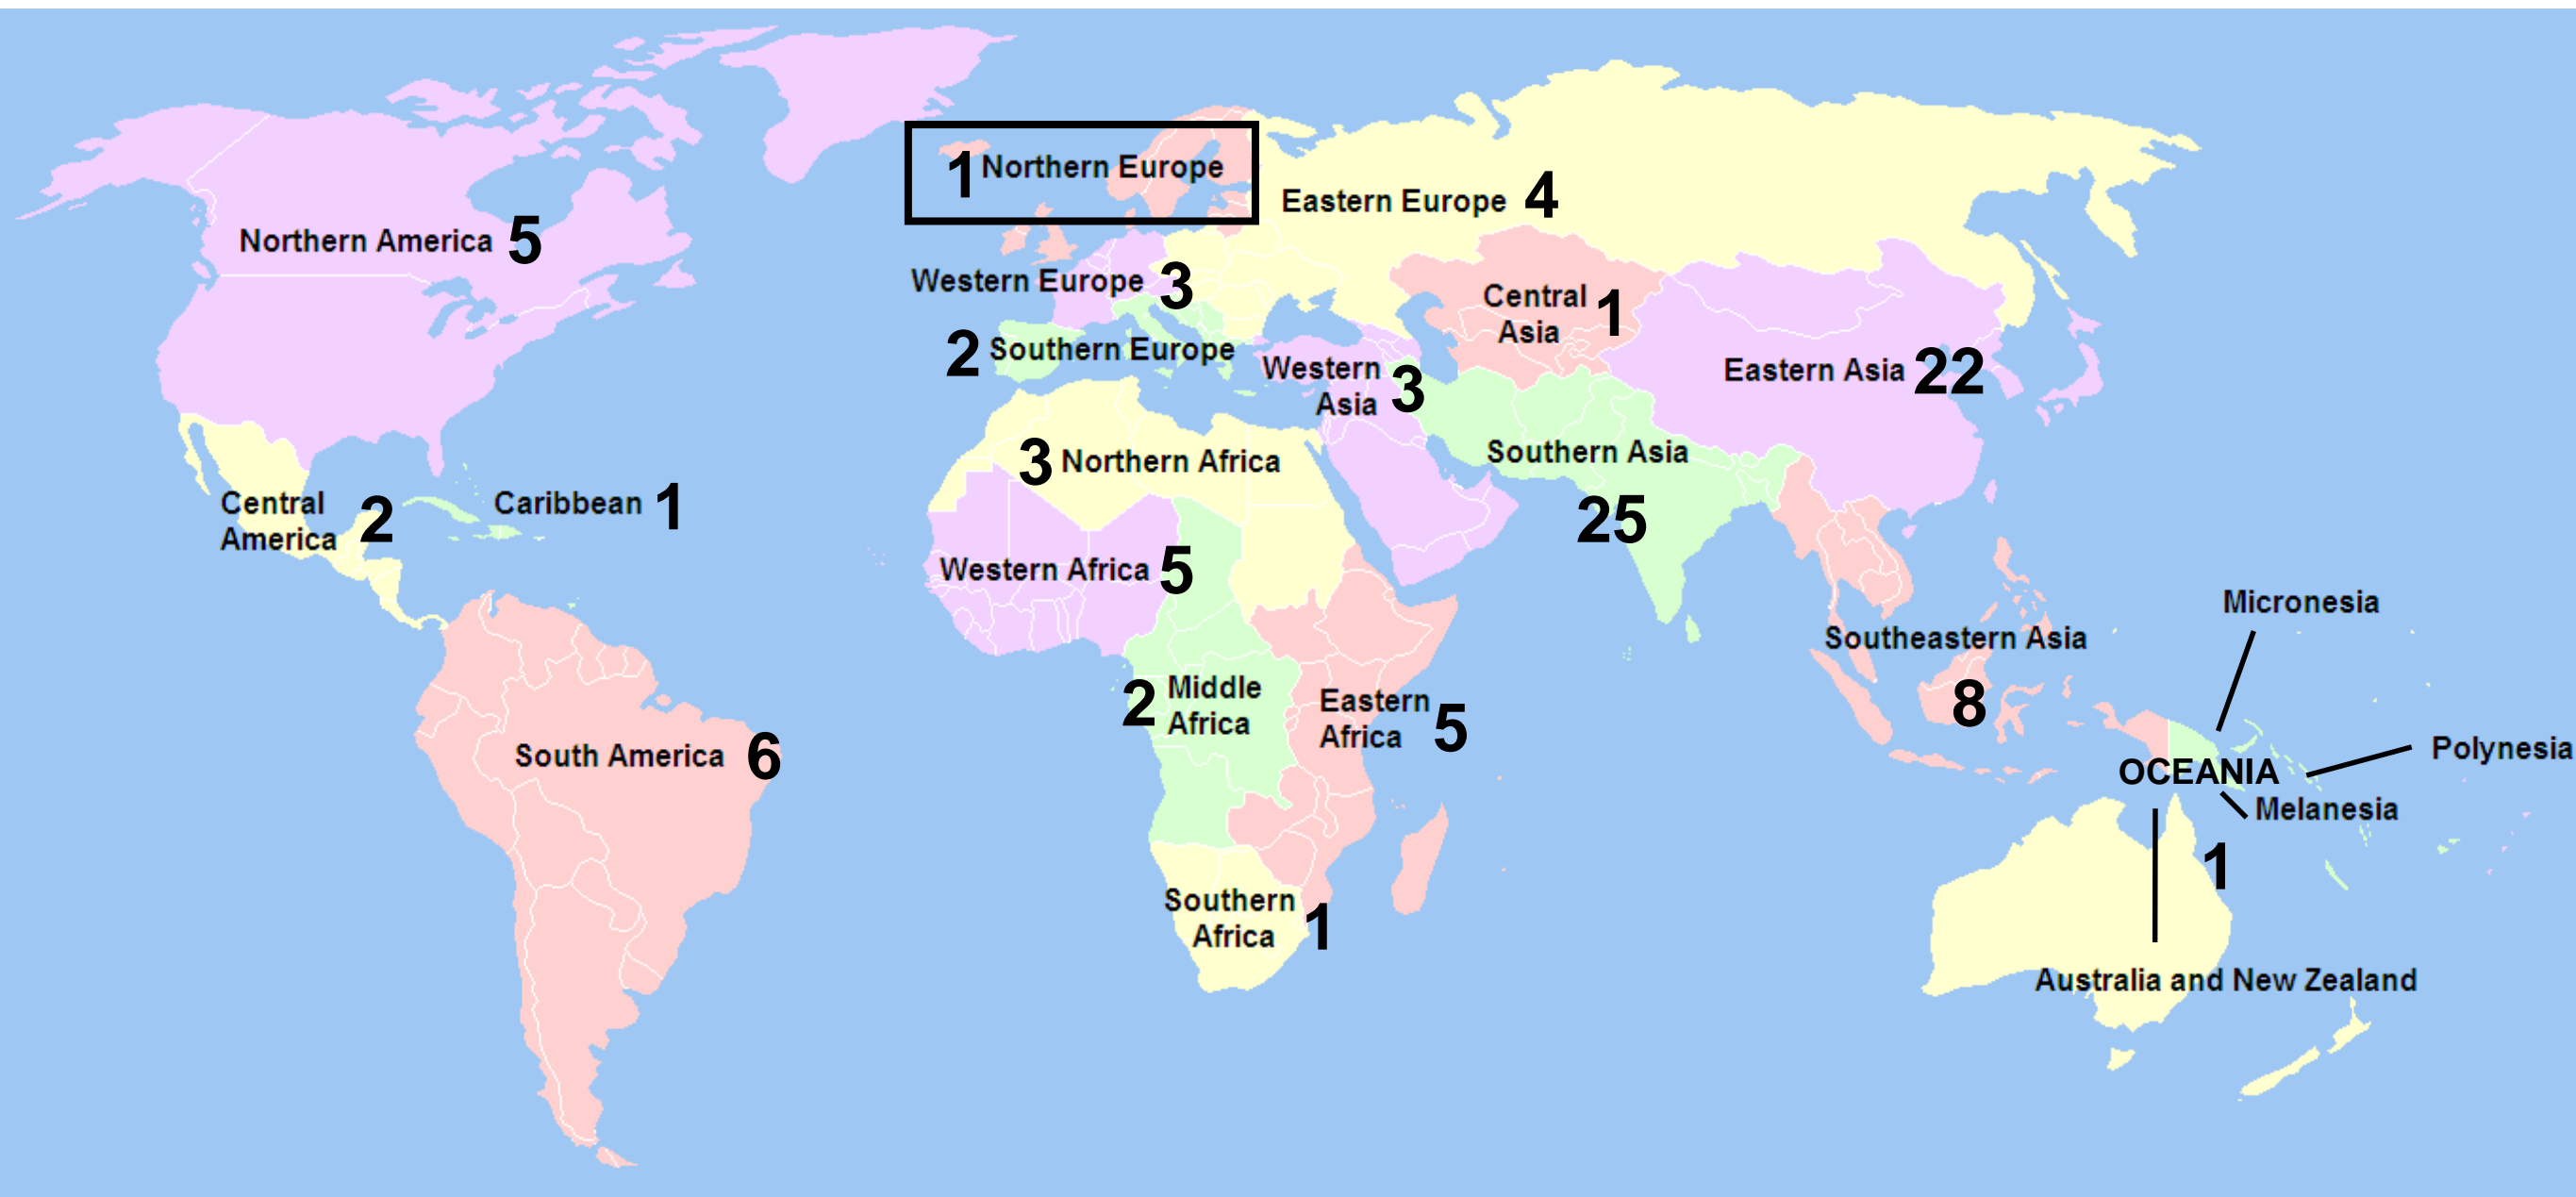 1 Northern Europe
Eastern Europe 4
Northern America 5
Western Europe 3
Central 1
Asia
2 Southern Europe
Western 3
Asia
Eastern Asia 22
3 Northern Africa
Southern Asia
25
Central 2
America
Caribbean 1
Western Africa 5
Micronesia
Southeastern Asia
8
2 Middle
Africa
Eastern 5
Africa
South America 6
Polynesia
OCEANIA
Melanesia
1
Southern 1
Africa
Australia and New Zealand